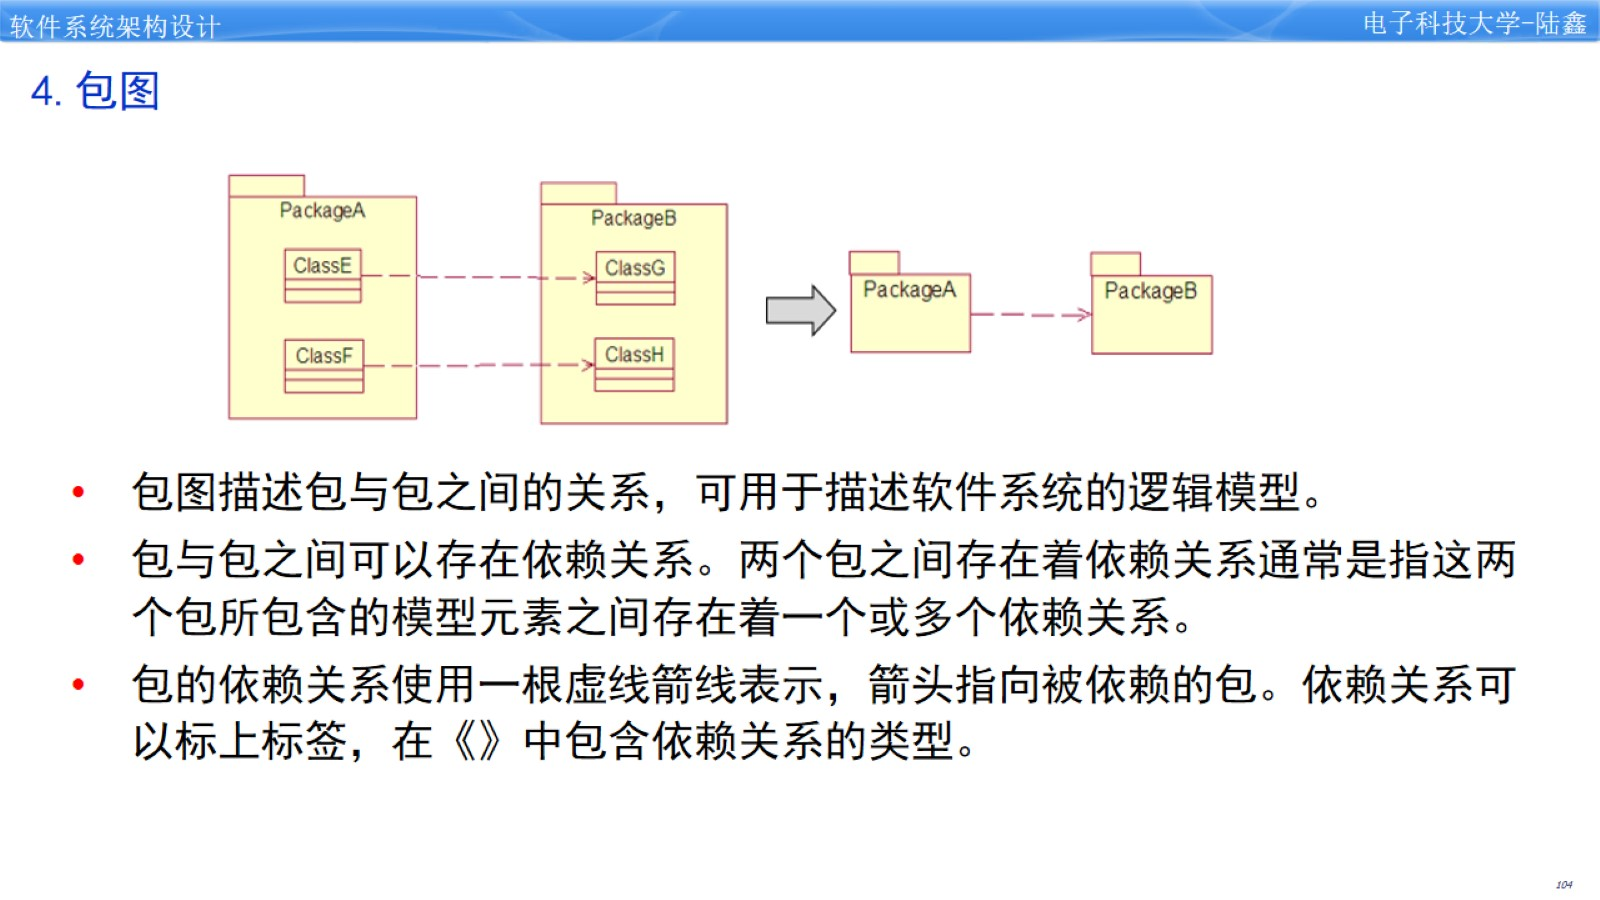 软件系统架构设计
电子科技大学-陆鑫
4. 包图
PackageA
ClassE
ClassF
PackageB
ClassG
ClassH
PackageA
PackageB
• 包图描述包与包之间的关系，可用于描述软件系统的逻辑模型。
• 包与包之间可以存在依赖关系。两个包之间存在着依赖关系通常是指这两
个包所包含的模型元素之间存在着一个或多个依赖关系。
• 包的依赖关系使用一根虚线箭线表示，箭头指向被依赖的包。依赖关系可
以标上标签，在《》中包含依赖关系的类型。
104